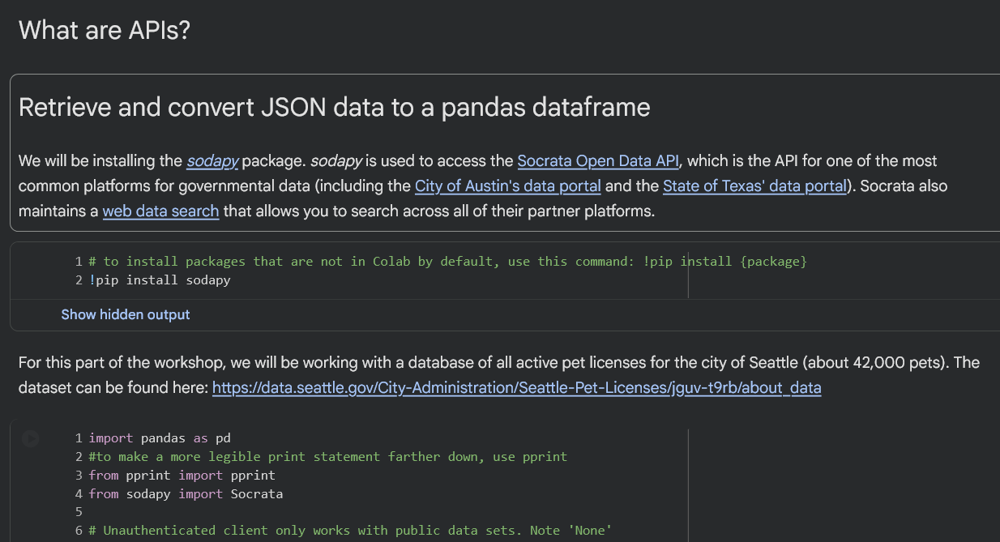 What are APIs?
Retrieve and convert JSON data to a pandas dataframe
We will be installing the sodapy package. sodapy is used to access the Socrata Open Data API, which is the API for one of the most
common platforms for governmental data (including the City of Austin's data portal and the State of Texas' data portal). Socrata also
maintains a web data search that allows you to search across all of their partner platforms.
1 # to install packages that are not in Colab by default, use this command: !pip install {package}
2 !pip install sodapy
Show hidden output
For this part of the workshop, we will be working with a database of all active pet licenses for the city of Seattle (about 42,000 pets). The
dataset can be found here: https://data.seattle.gov/City-Administration/Seattle-Pet-Licenses/jguv-t9rb/about_data
1 import pandas as pd
2 #to make a more legible print statement farther down, use pprint
3 from pprint import pprint
4 from sodapy import Socrata
5
6 # Unauthenticated client only works with public data sets. Note 'None'